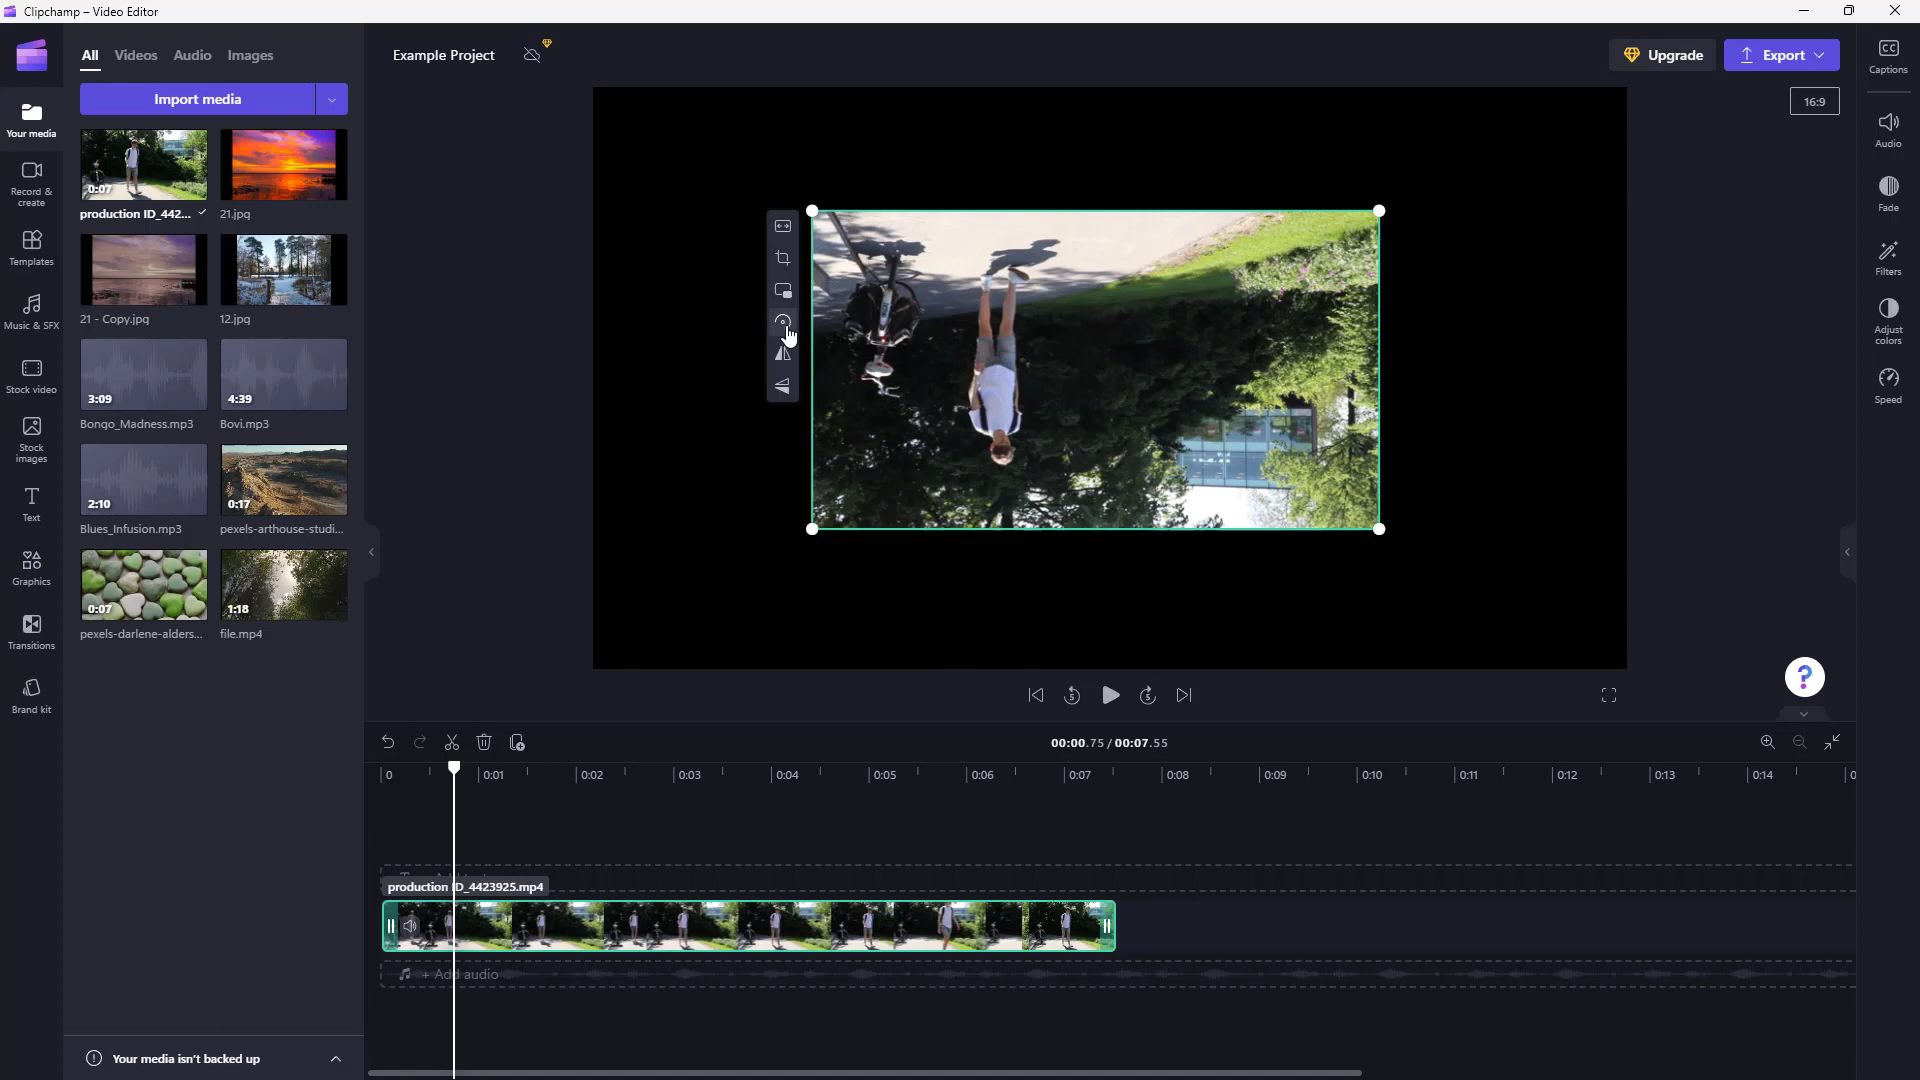 Clipchamp – Video Editor
All Videos Audio Images
Import media
Your media
Record & create
Templates
Music & SFX
Stock video
Stock images
Text
Graphics
Transitions
Brand kit
0:07
production ID_442...
21.jpg
21 - Copy.jpg
12.jpg
3:09
Bongo_Madness.mp3
4:39
Bovi.mp3
2:10
Blues_Infusion.mp3
0:17
pexels-arthouse-studi...
0:07
pexels-darlene-alders...
1:18
file.mp4
Your media isn't backed up
Example Project
Upgrade
Export
16:9
Captions
Audio
Fade
Filters
Adjust colors
Speed
5
5
?
00:00.75 / 00:07.55
0 0:01 0:02 0:03 0:04 0:05 0:06 0:07 0:08 0:09 0:10 0:11 0:12 0:13 0:14
production ID_4423925.mp4
+ Add audio